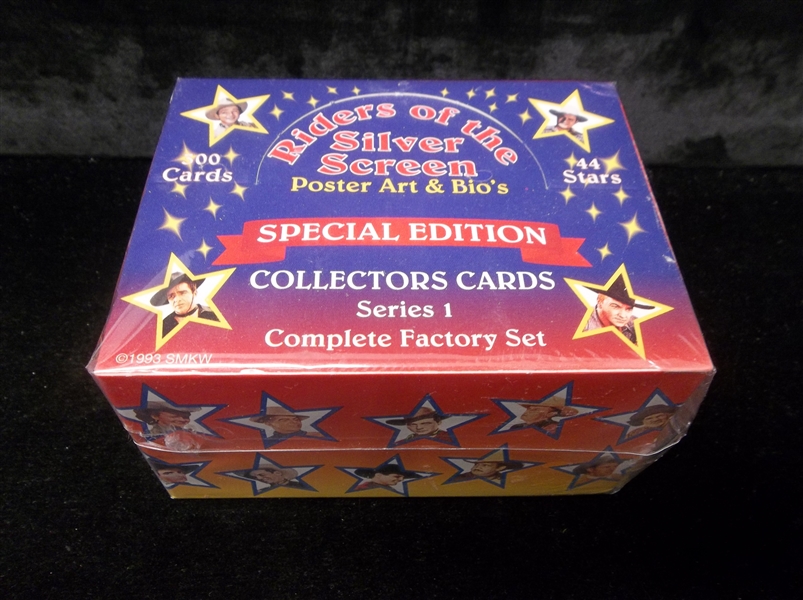 Riders of the
Silver
Screen
Poster Art & Bio's
300
Cards
44
Stars
SPECIAL EDITION
COLLECTORS CARDS
Series 1
Complete Factory Set
©1993 SMKW